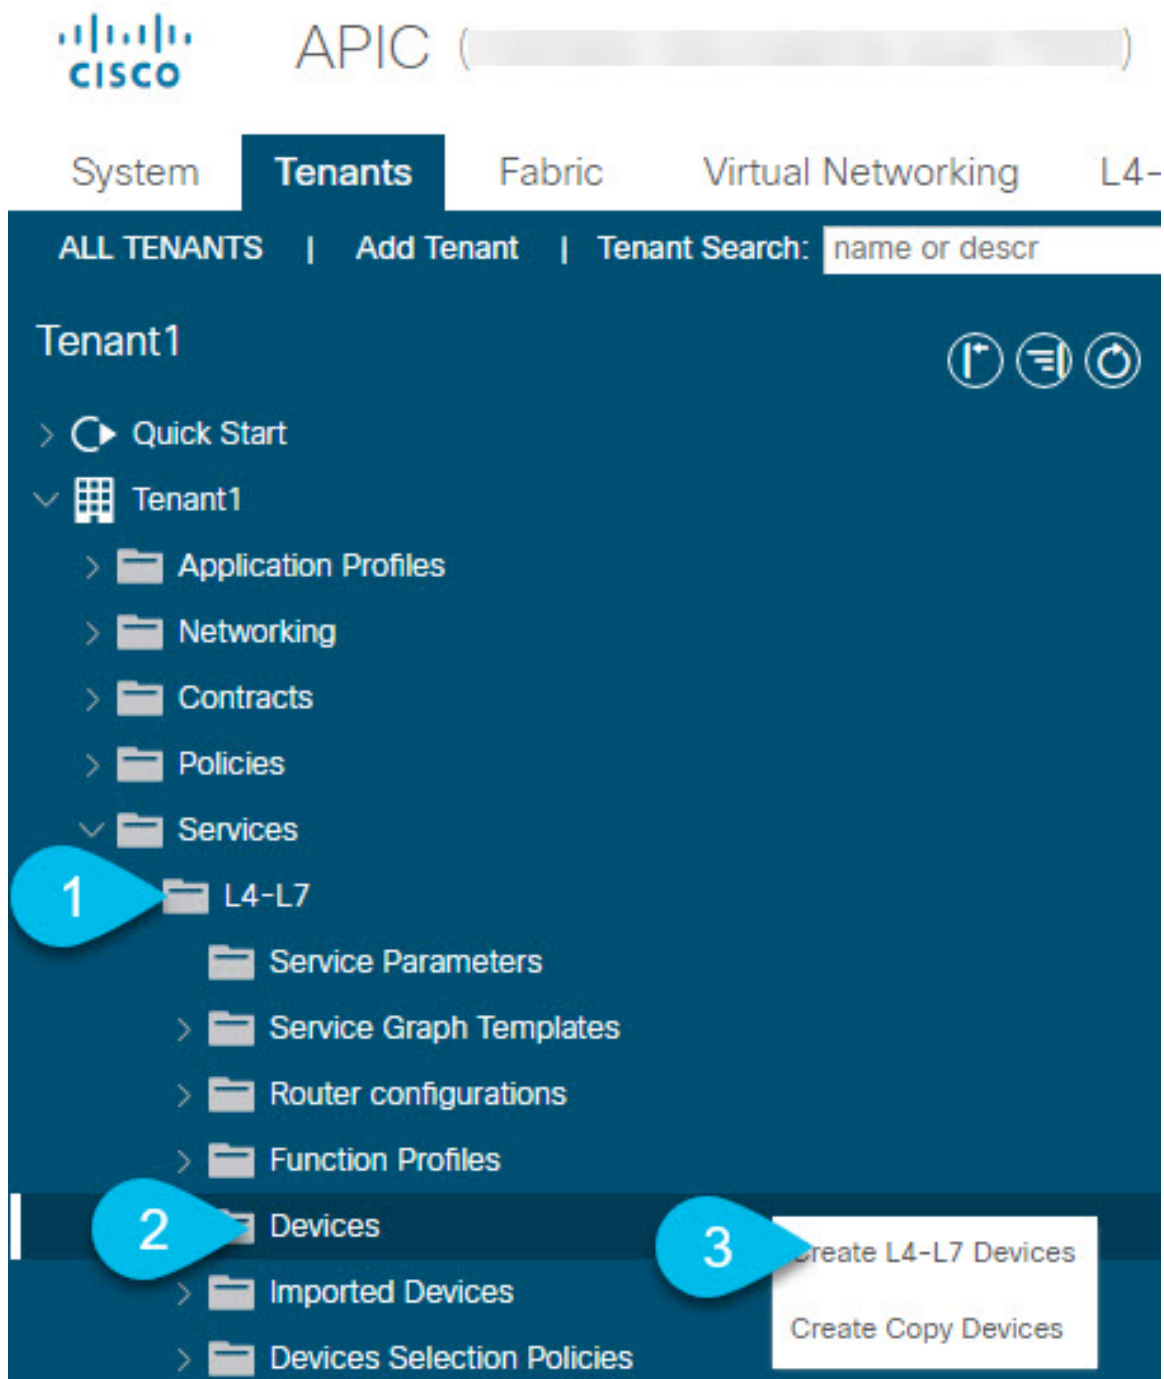 CISCO
APIC ( )
System Tenants Fabric Virtual Networking L4-
ALL TENANTS | Add Tenant | Tenant Search: name or descr
Tenant1
Quick Start
Tenant1
Application Profiles
Networking
Contracts
Policies
Services
1 L4-L7
Service Parameters
Service Graph Templates
Router configurations
Function Profiles
2 Devices
3 Create L4-L7 Devices
Imported Devices
Create Copy Devices
Devices Selection Policies